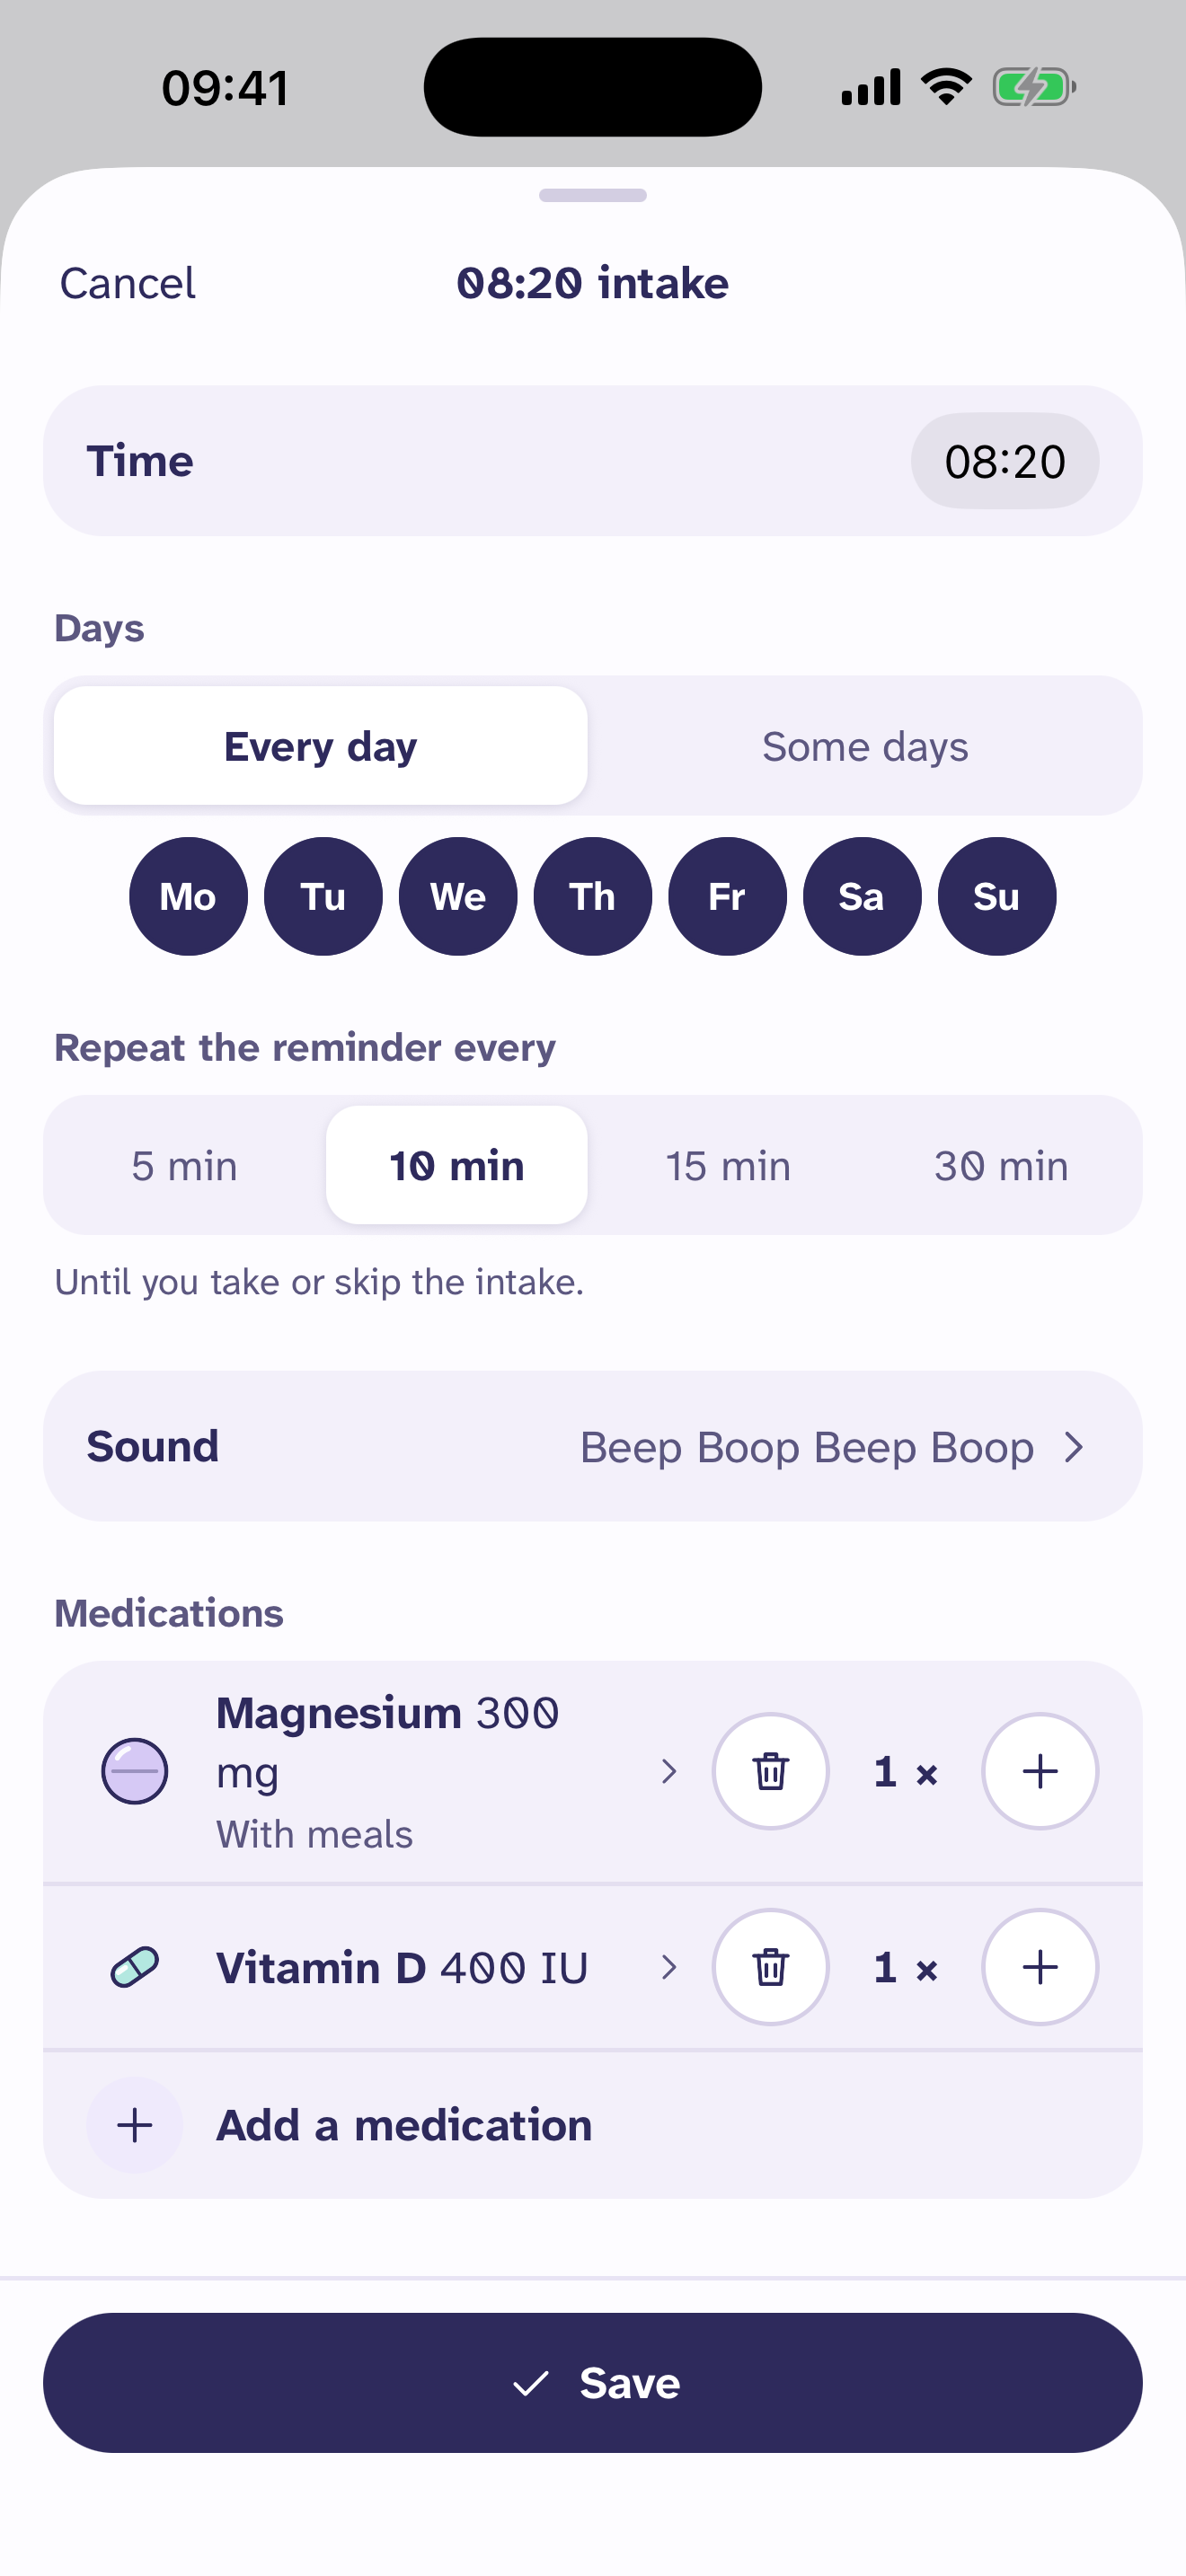 09:41
Cancel
08:20 intake
Time
08:20
Days
Every day
Some days
Mo Tu We Th Fr Sa Su
Repeat the reminder every
5 min 10 min 15 min 30 min
Until you take or skip the intake.
Sound
Beep Boop Beep Boop
Medications
Magnesium 300
mg
With meals
1 ×
Vitamin D 400 IU
1 ×
Add a medication
Save